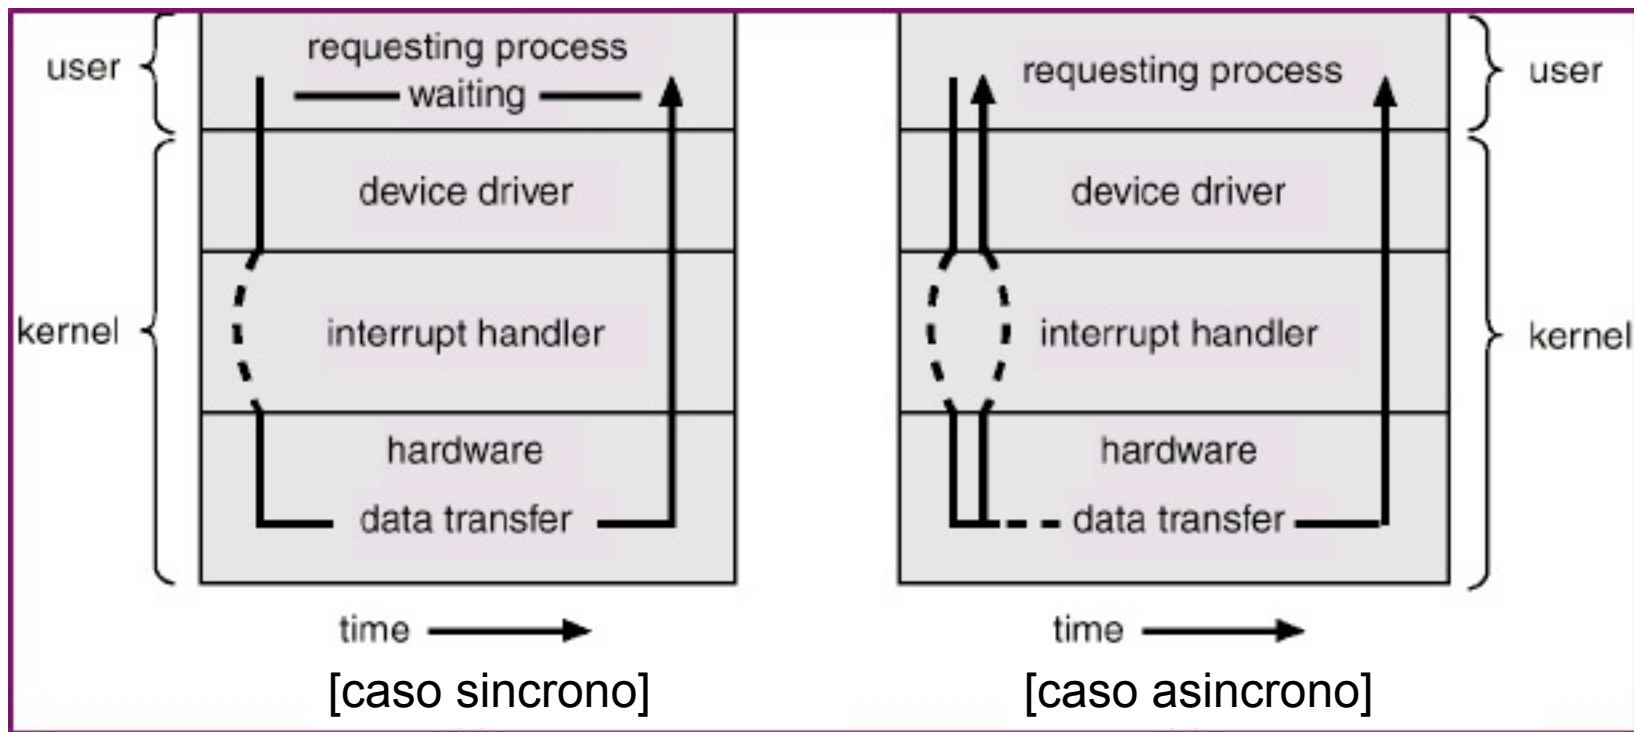 user
requesting process
waiting
device driver
kernel
interrupt handler
hardware
data transfer
time
[caso sincrono]
requesting process
user
device driver
interrupt handler
kernel
hardware
data transfer
time
[caso asincrono]